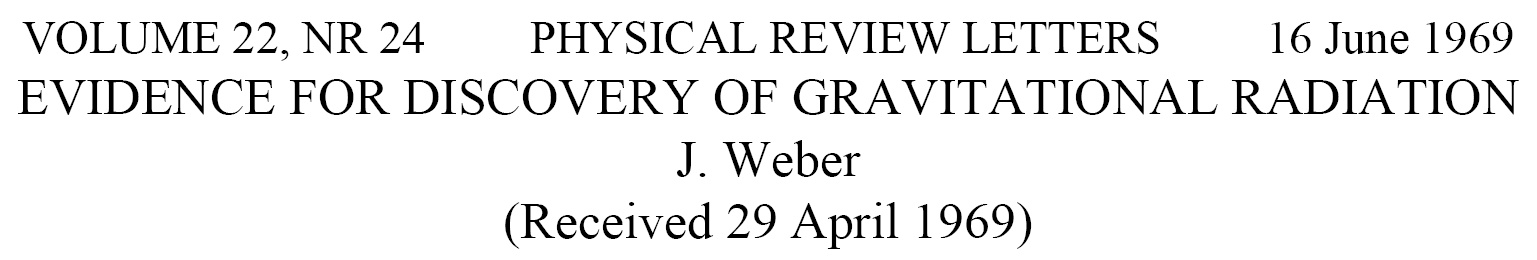 VOLUME 22, NR 24 PHYSICAL REVIEW LETTERS 16 June 1969
EVIDENCE FOR DISCOVERY OF GRAVITATIONAL RADIATION
J. Weber
(Received 29 April 1969)